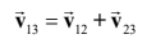 v⃗₁₃ = v⃗₁₂ + v⃗₂₃